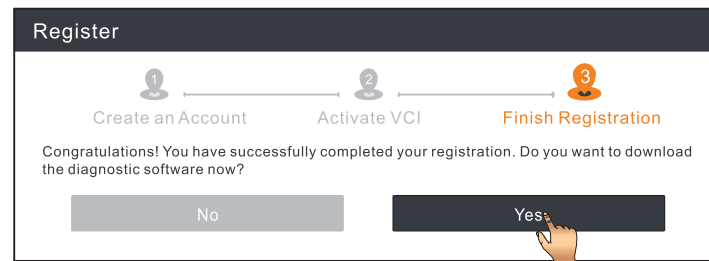 Register
1 2 3
Create an Account Activate VCI Finish Registration
Congratulations! You have successfully completed your registration. Do you want to download
the diagnostic software now?
No Yes